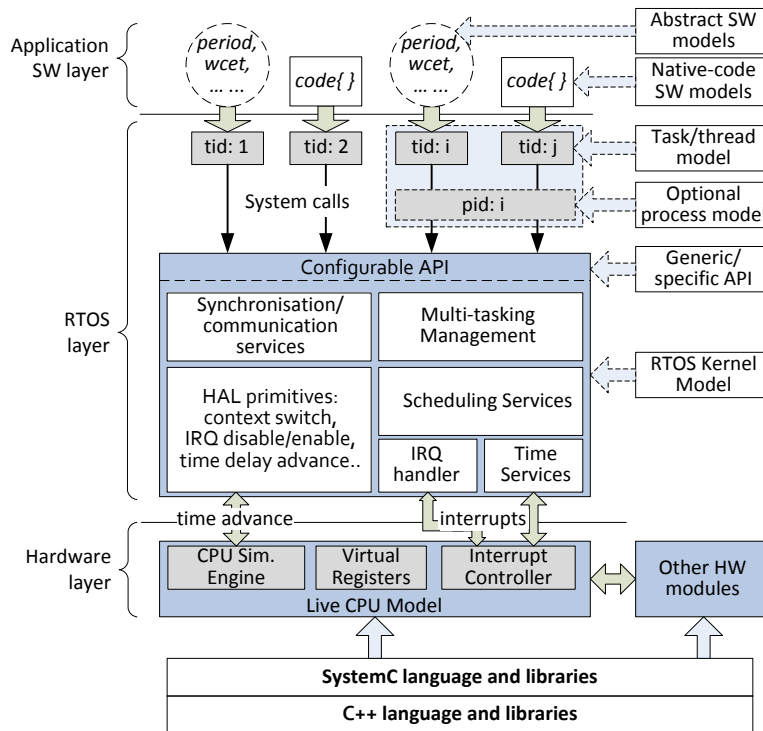 Application
SW layer
period,
wcet,
... ...
code{ }
period,
wcet,
... ...
code{ }
Abstract SW
models
Native-code
SW models
RTOS
layer
tid: 1
tid: 2
tid: i
tid: j
Task/thread
model
System calls
pid: i
Optional
process model
Configurable API
Generic/
specific API
Synchronisation/
communication
services
Multi-tasking
Management
RTOS Kernel
Model
HAL primitives:
context switch,
IRQ disable/enable,
time delay advance..
Scheduling Services
IRQ
handler
Time
Services
time advance
interrupts
Hardware
layer
CPU Sim.
Engine
Virtual
Registers
Interrupt
Controller
Live CPU Model
Other HW
modules
SystemC language and libraries
C++ language and libraries